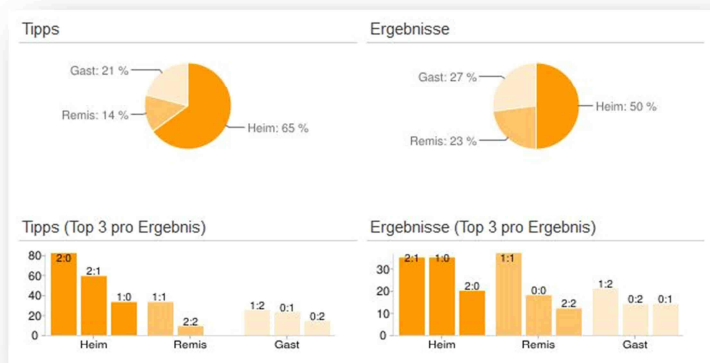 Tipps
Gast: 21 %
Remis: 14 %
Heim: 65 %
Ergebnisse
Gast: 27 %
Heim: 50 %
Remis: 23 %
Tipps (Top 3 pro Ergebnis)
80
60
40
20
0
2:0
2:1
1:0
1:1
2:2
1:2
0:1
0:2
Heim
Remis
Gast
Ergebnisse (Top 3 pro Ergebnis)
30
20
10
0
2:1
1:0
2:0
1:1
0:0
2:2
1:2
0:2
0:1
Heim
Remis
Gast